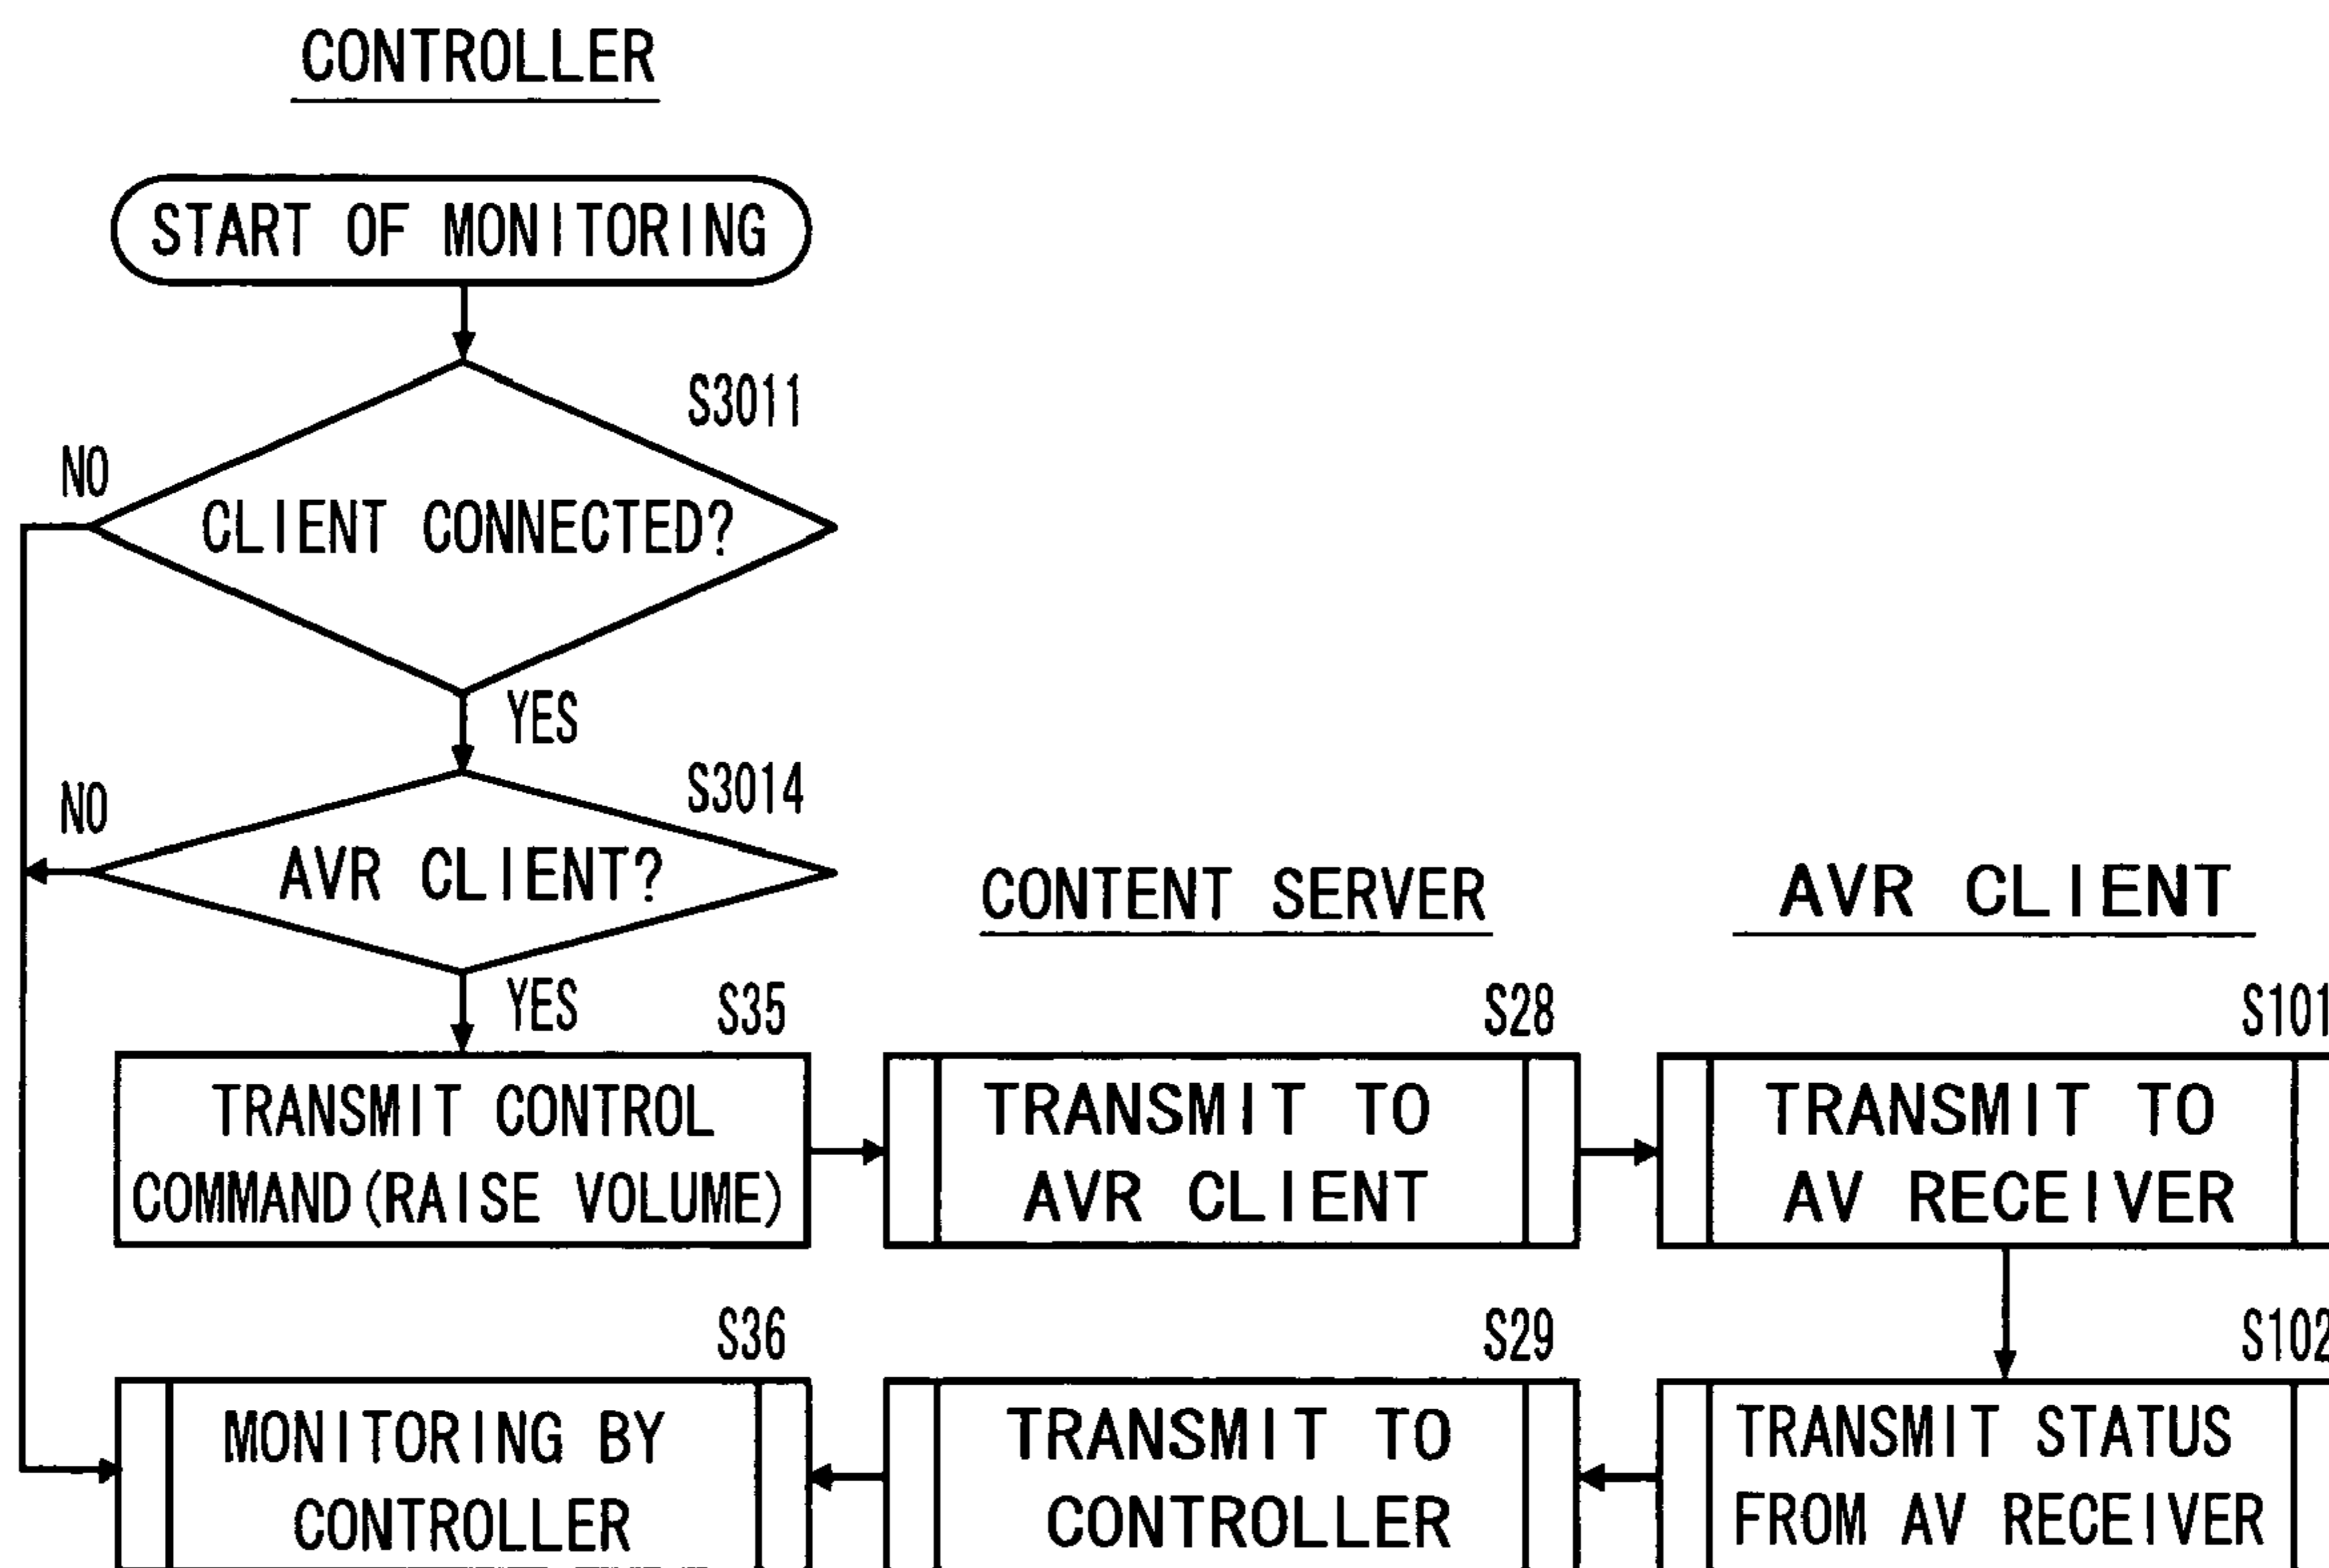 CONTROLLER
START OF MONITORING
S3011
NO
CLIENT CONNECTED?
YES
S3014
NO
AVR CLIENT?
YES
CONTENT SERVER
AVR CLIENT
S35
TRANSMIT CONTROL
COMMAND(RAISE VOLUME)
S28
TRANSMIT TO
AVR CLIENT
S101
TRANSMIT TO
AV RECEIVER
S36
MONITORING BY
CONTROLLER
S29
TRANSMIT TO
CONTROLLER
S102
TRANSMIT STATUS
FROM AV RECEIVER